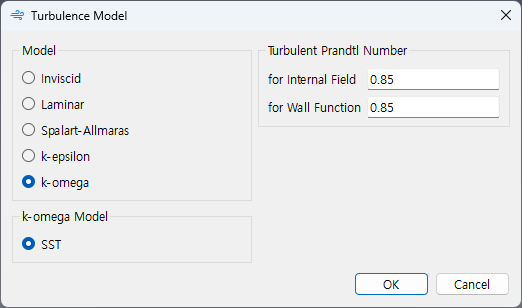 Turbulence Model
Model
Inviscid
Laminar
Spalart-Allmaras
k-epsilon
k-omega
k-omega Model
SST
Turbulent Prandtl Number
for Internal Field 0.85
for Wall Function 0.85
OK Cancel